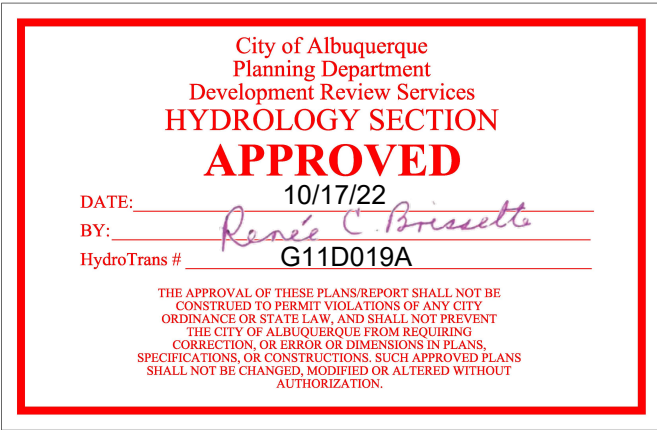 City of Albuquerque
Planning Department
Development Review Services
HYDROLOGY SECTION
APPROVED
DATE: 10/17/22
BY: Renée C. Brissette
HydroTrans # G11D019A
THE APPROVAL OF THESE PLANS/REPORT SHALL NOT BE
CONSTRUED TO PERMIT VIOLATIONS OF ANY CITY
ORDINANCE OR STATE LAW, AND SHALL NOT PREVENT
THE CITY OF ALBUQUERQUE FROM REQUIRING
CORRECTION, OR ERROR OR DIMENSIONS IN PLANS,
SPECIFICATIONS, OR CONSTRUCTIONS. SUCH APPROVED PLANS
SHALL NOT BE CHANGED, MODIFIED OR ALTERED WITHOUT
AUTHORIZATION.